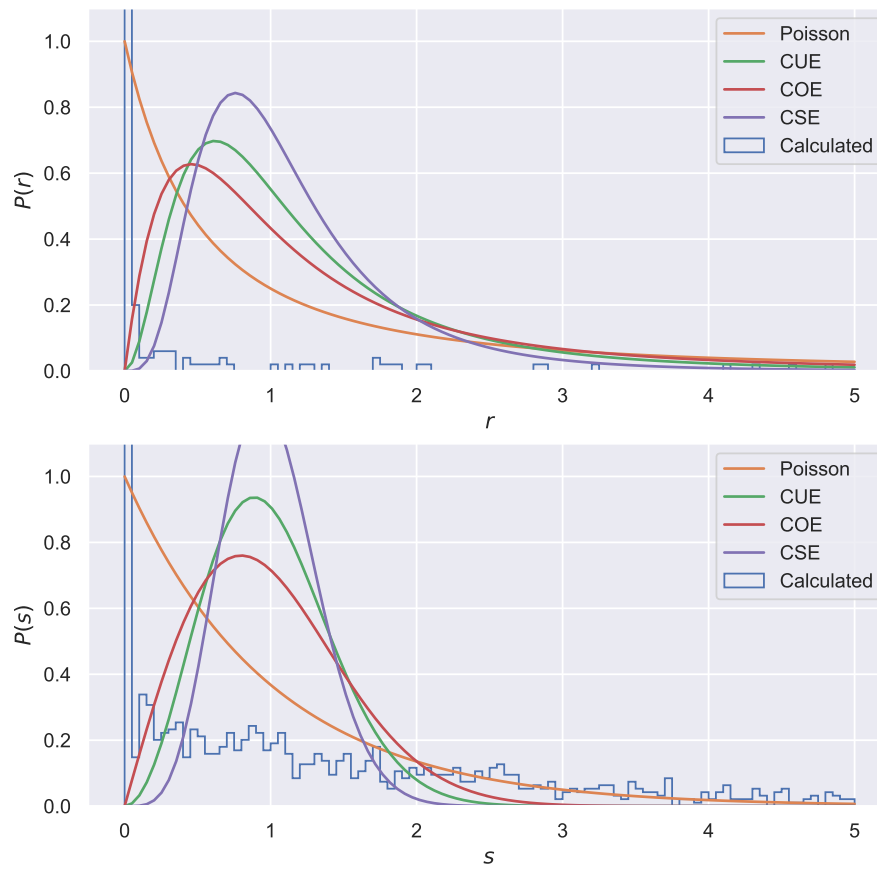 1.0
0.8
0.6
0.4
0.2
0.0
P(r)
Poisson
CUE
COE
CSE
Calculated
0 1 2 3 4 5
r
1.0
0.8
0.6
0.4
0.2
0.0
P(s)
Poisson
CUE
COE
CSE
Calculated
0 1 2 3 4 5
s